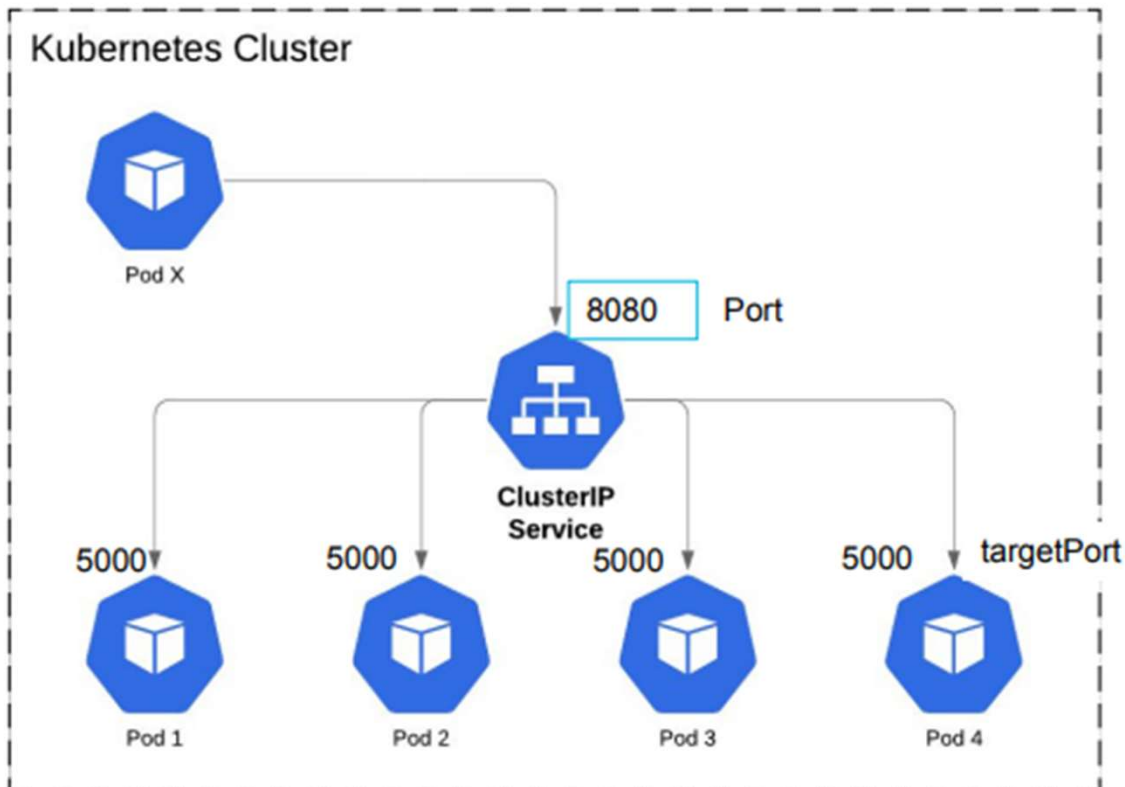 Kubernetes Cluster
Pod X
8080 Port
ClusterIP
Service
5000 5000 5000 5000 targetPort
Pod 1 Pod 2 Pod 3 Pod 4